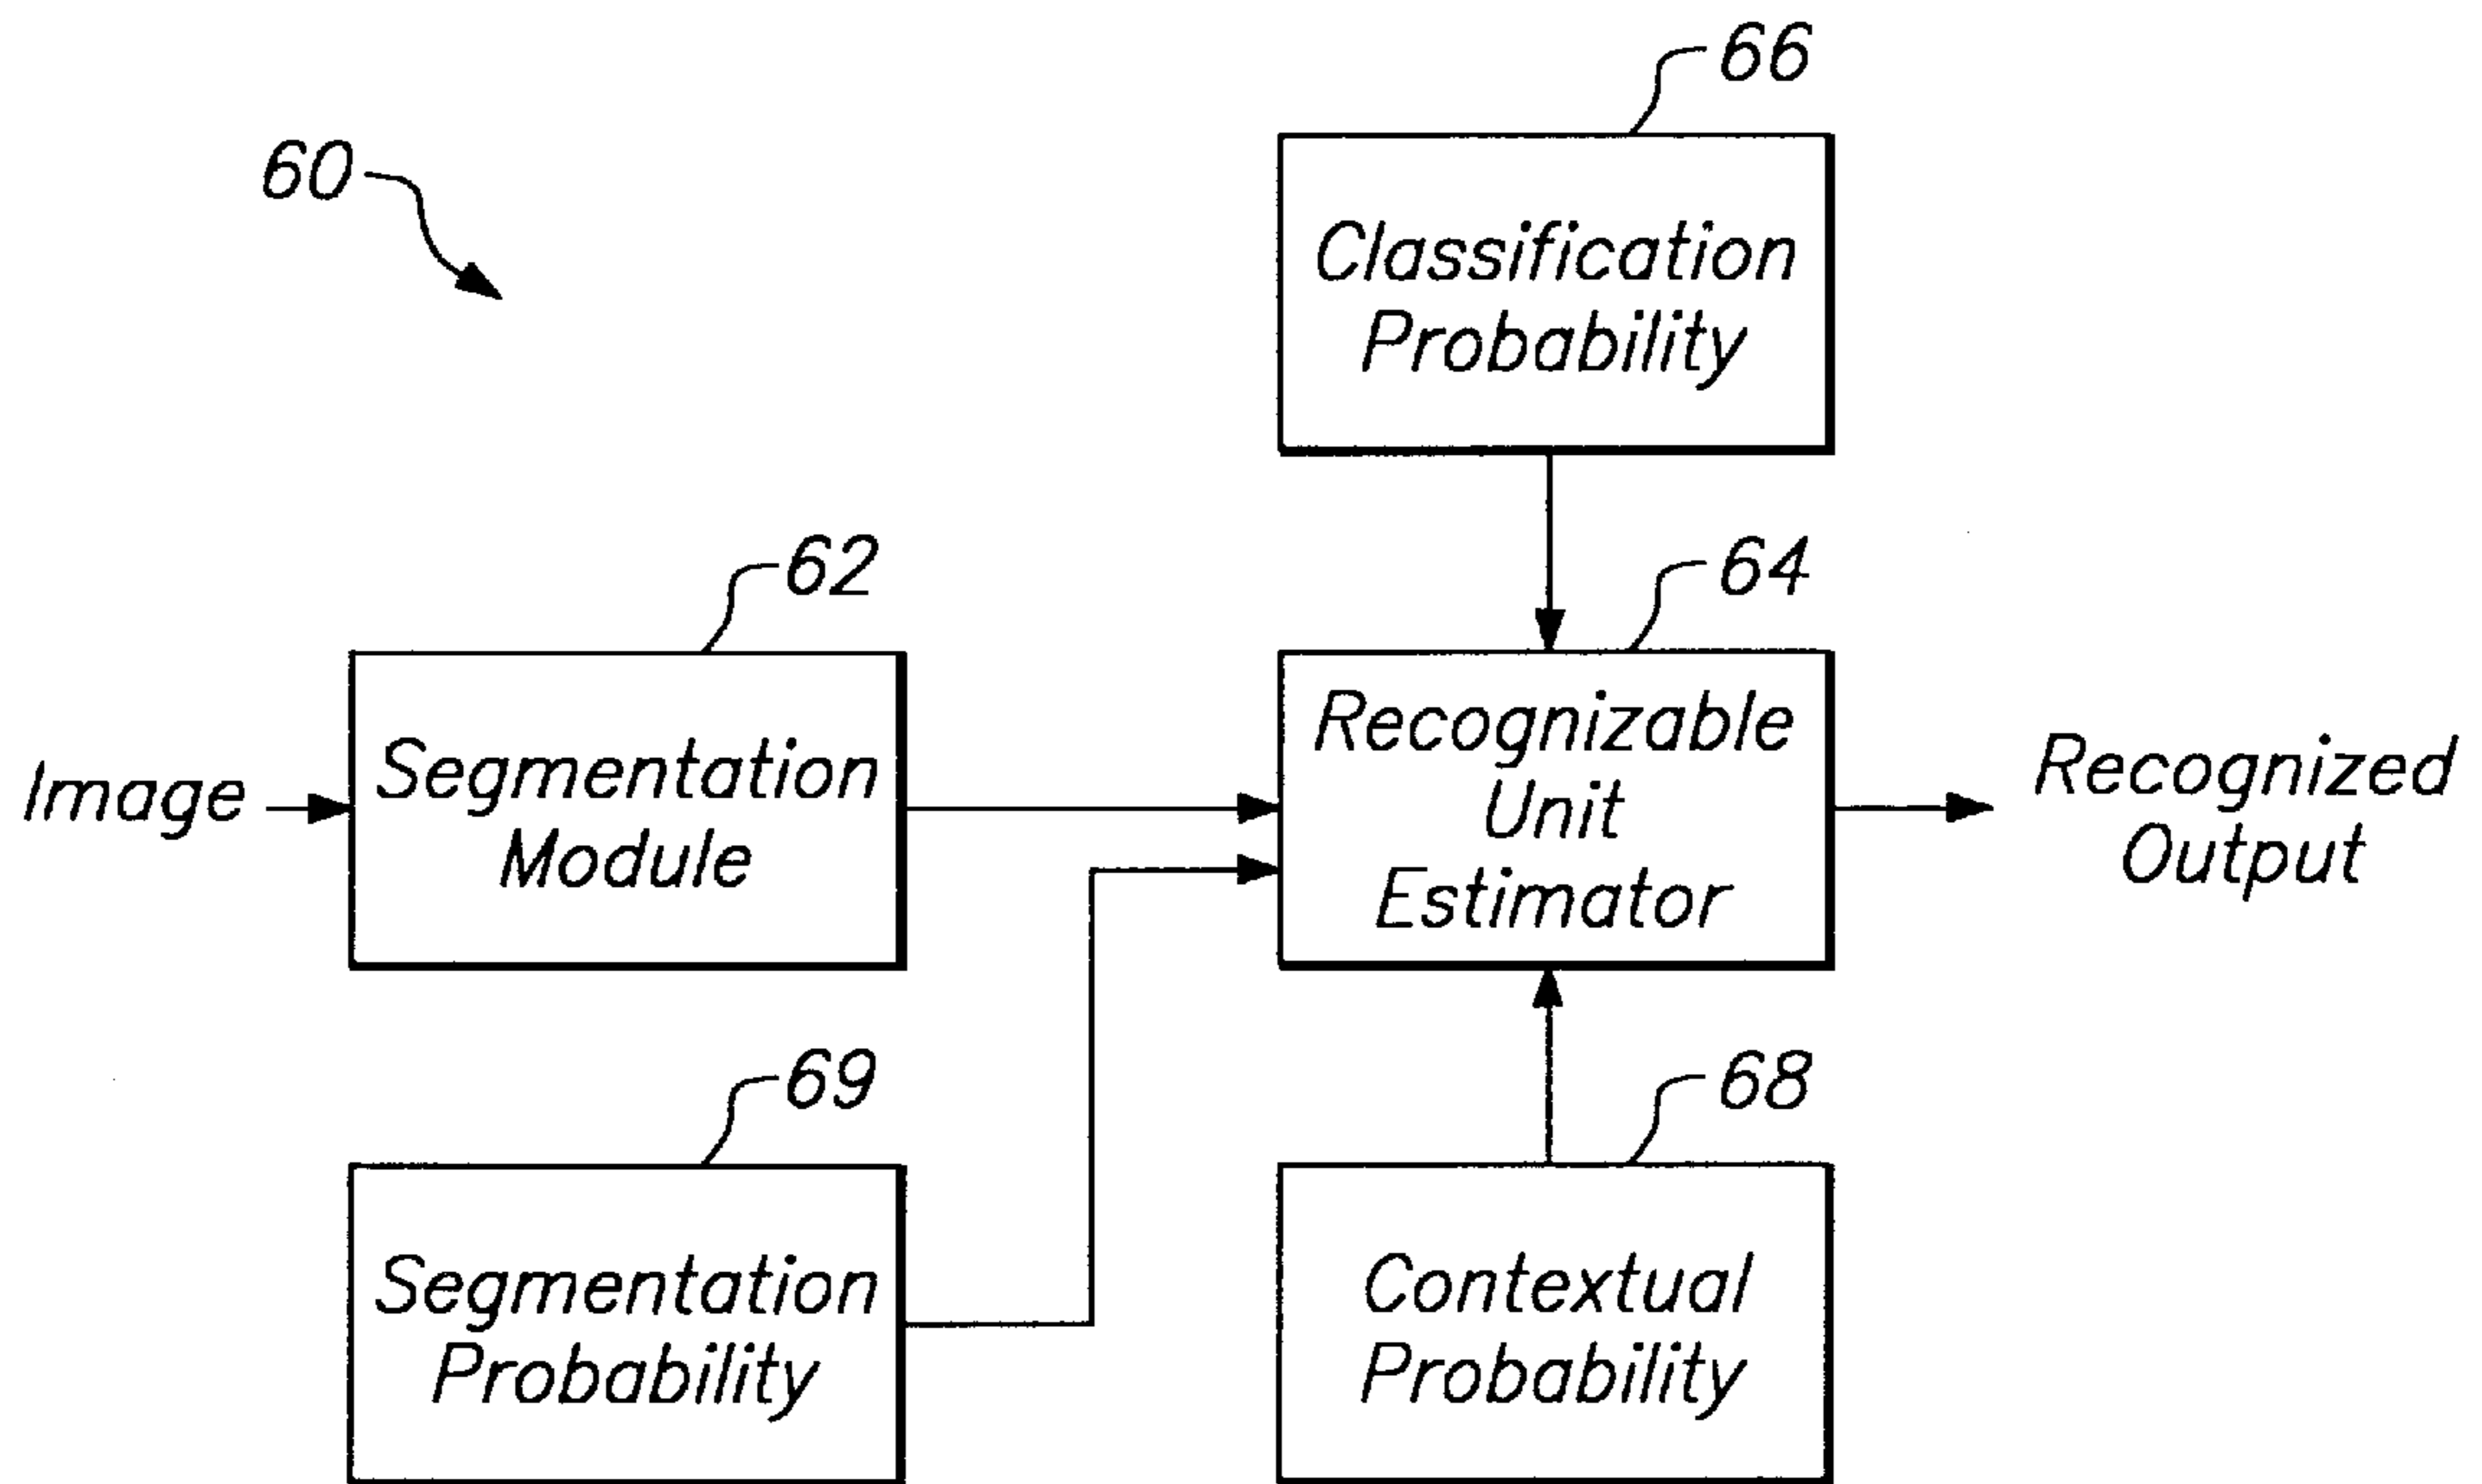 66
60
Classification
Probability
62
64
Image
Segmentation
Module
Recognizable
Unit
Estimator
Recognized
Output
69
68
Segmentation
Probability
Contextual
Probability